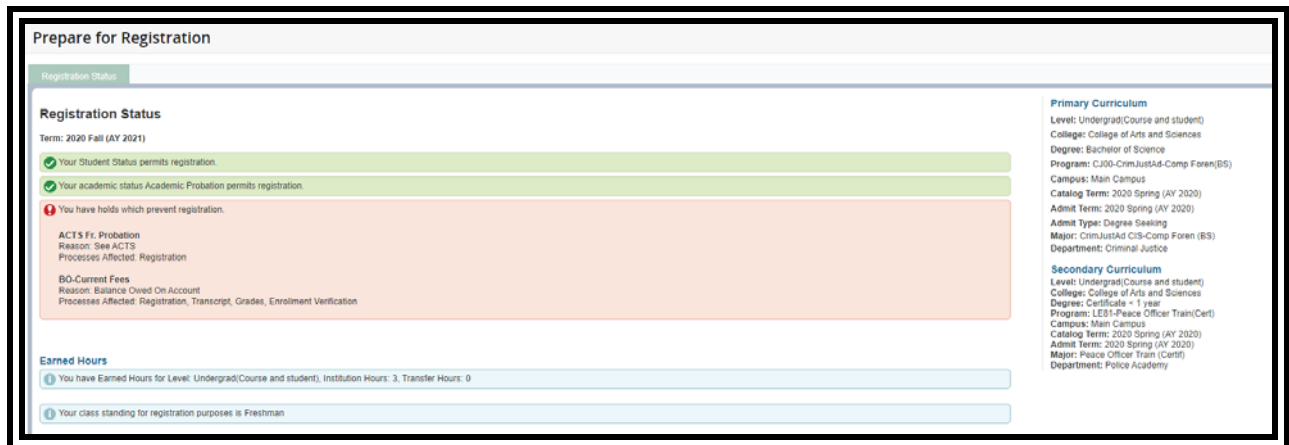 Prepare for Registration
Registration Status
Registration Status
Term: 2020 Fall (AY 2021)
Your Student Status permits registration.
Your academic status Academic Probation permits registration.
You have holds which prevent registration.
ACTS Fr. Probation
Reason: See ACTS
Processes Affected: Registration
BO-Current Fees
Reason: Balance Owed On Account
Processes Affected: Registration, Transcript, Grades, Enrollment Verification
Earned Hours
You have Earned Hours for Level: Undergrad(Course and student), Institution Hours: 3, Transfer Hours: 0
Your class standing for registration purposes is Freshman
Primary Curriculum
Level: Undergrad(Course and student)
College: College of Arts and Sciences
Degree: Bachelor of Science
Program: CJ00-CrimJustAd-Comp Foren(BS)
Campus: Main Campus
Catalog Term: 2020 Spring (AY 2020)
Admit Term: 2020 Spring (AY 2020)
Admit Type: Degree Seeking
Major: CrimJustAd CIS-Comp Foren (BS)
Department: Criminal Justice
Secondary Curriculum
Level: Undergrad(Course and student)
College: College of Arts and Sciences
Degree: Certificate < 1 year
Program: LE81-Peace Officer Train(Cert)
Campus: Main Campus
Catalog Term: 2020 Spring (AY 2020)
Admit Term: 2020 Spring (AY 2020)
Major: Peace Officer Train (Certif)
Department: Police Academy